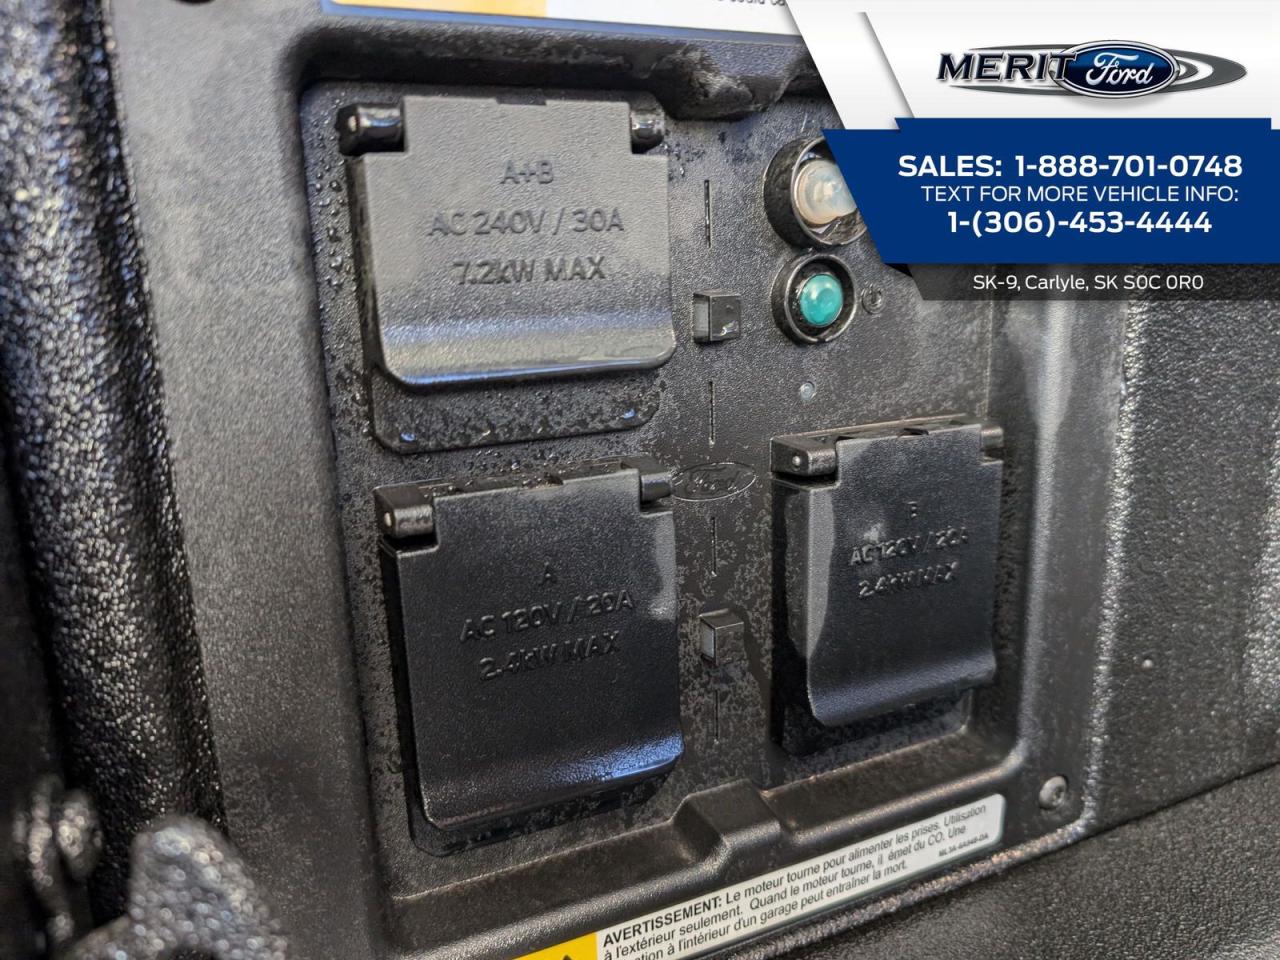 MERIT Ford
SALES: 1-888-701-0748
TEXT FOR MORE VEHICLE INFO:
1-(306)-453-4444
SK-9, Carlyle, SK S0C 0R0
A+B
AC 240V / 30A
7.2kW MAX
Ford
A
AC 120V / 20A
2.4kW MAX
B
AC 120V / 20A
2.4kW MAX
AVERTISSEMENT: Le moteur tourne pour alimenter les prises. Utilisation
à l'extérieur seulement. Quand le moteur tourne, il émet du CO. Une
à l'intérieur d'un garage peut entraîner la mort.